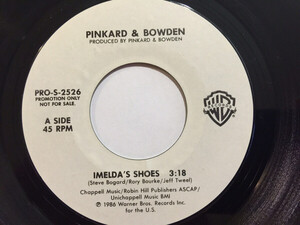 PINKARD & BOWDEN
PRODUCED BY PINKARD & BOWDEN
PRO-S-2526
PROMOTION ONLY
NOT FOR SALE.
A SIDE
45 RPM
IMELDA'S SHOES 3:18
(Steve Bogard/Rory Bourke/Jeff Tweel)
Chappell Music/Robin Hill Publishers ASCAP/
Unichappell Music BMI
© 1986 Warner Bros. Records Inc.
for the U.S.